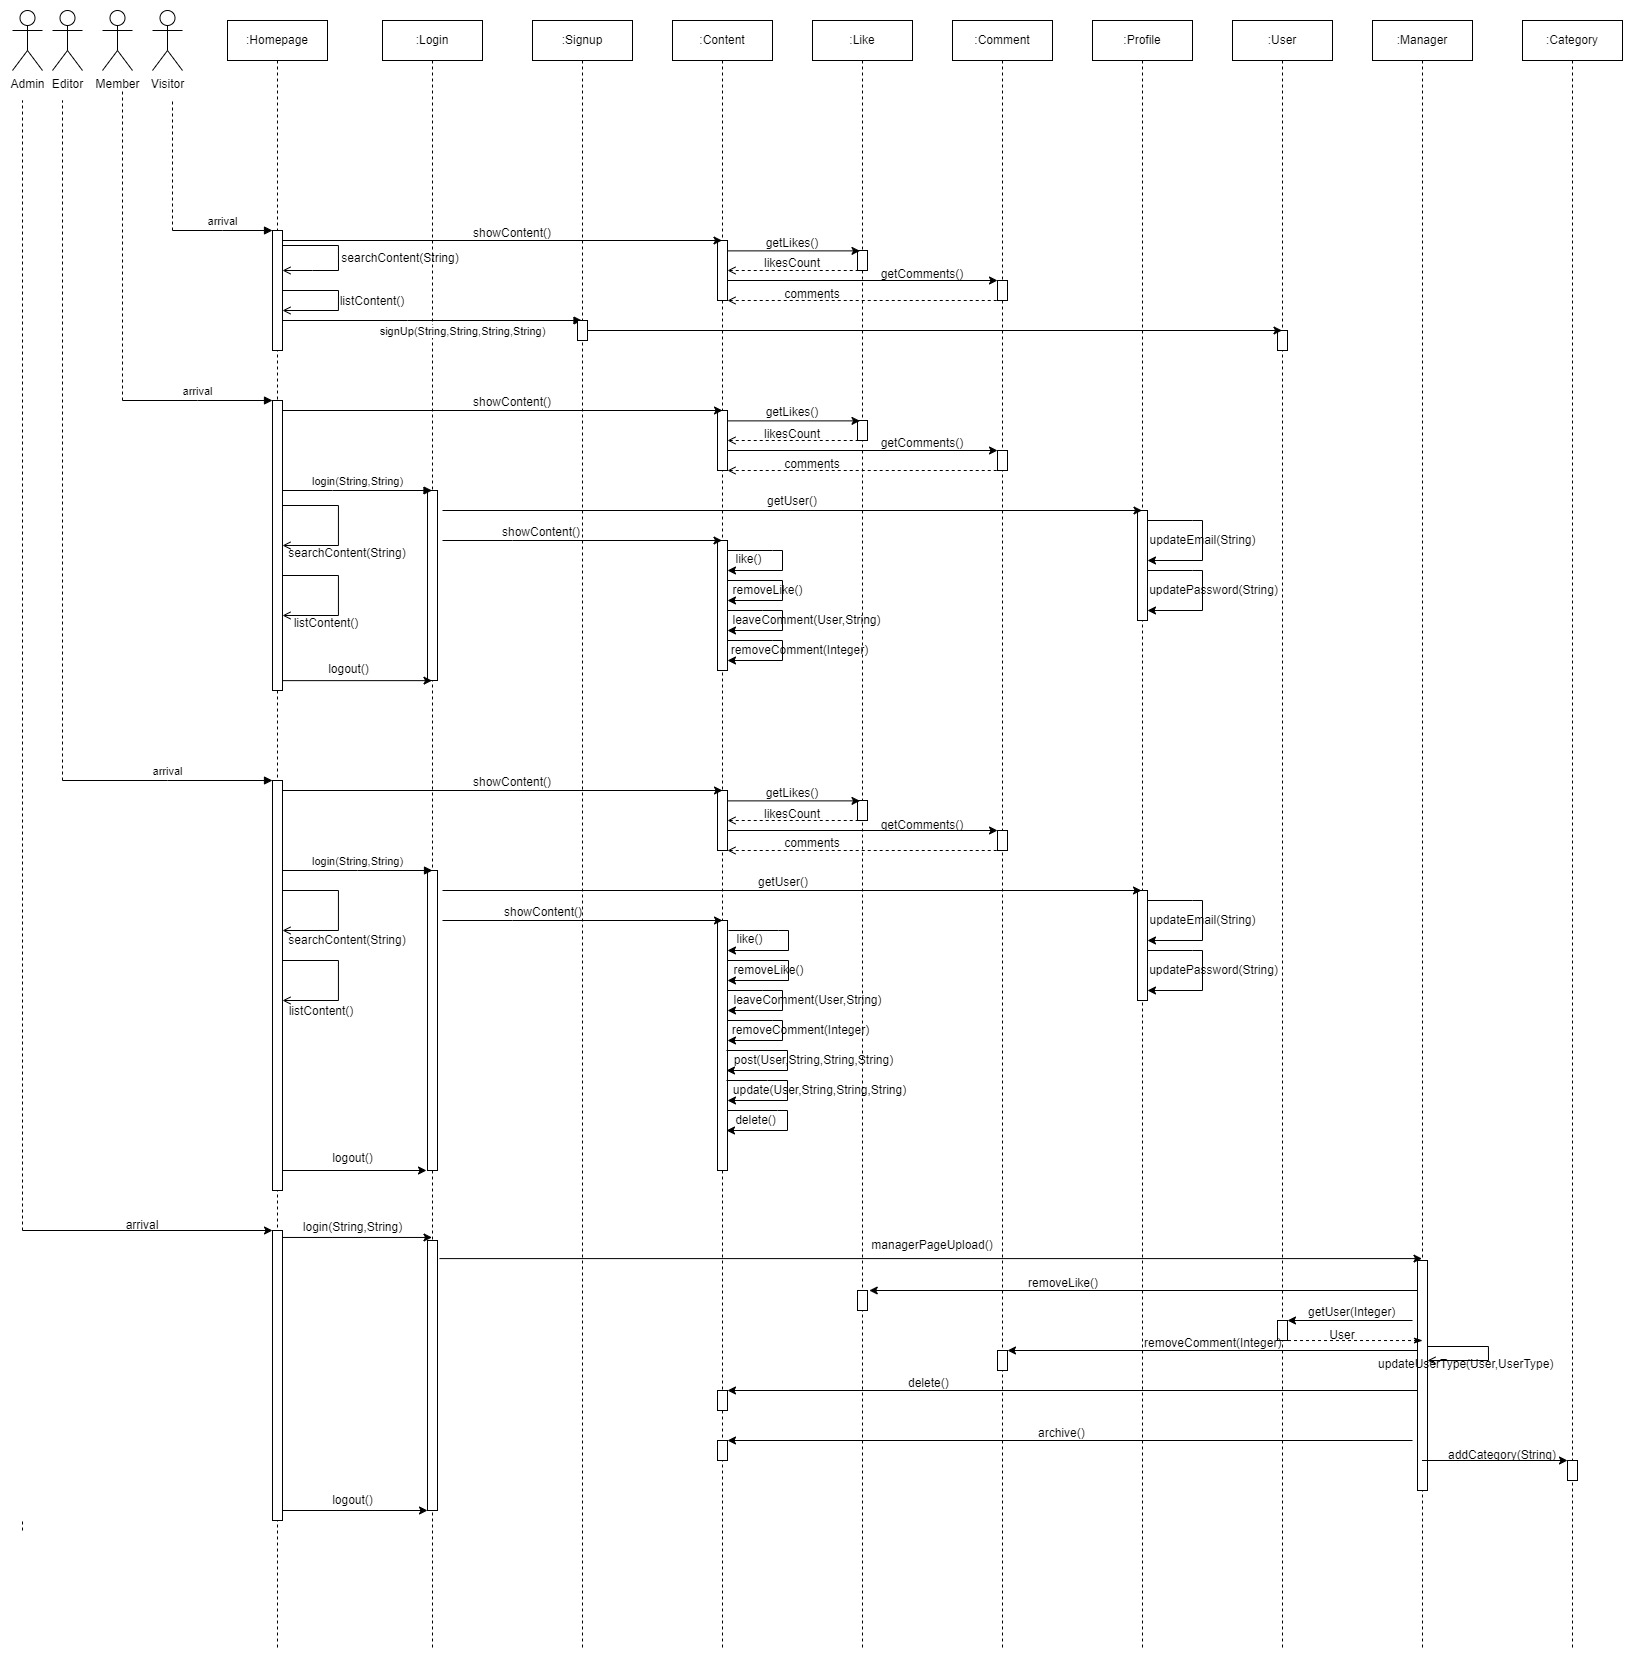 :Homepage
:Login
:Signup
:Content
:Like
:Comment
:Profile
:User
:Manager
:Category
Admin
Editor
Member
Visitor
arrival
showContent()
getLikes()
searchContent(String)
likesCount
getComments()
comments
listContent()
signUp(String,String,String,String)
arrival
showContent()
getLikes()
likesCount
getComments()
comments
login(String,String)
getUser()
showContent()
updateEmail(String)
searchContent(String)
like()
removeLike()
updatePassword(String)
leaveComment(User,String)
listContent()
removeComment(Integer)
logout()
arrival
showContent()
getLikes()
likesCount
getComments()
comments
login(String,String)
getUser()
showContent()
updateEmail(String)
searchContent(String)
like()
removeLike()
updatePassword(String)
leaveComment(User,String)
listContent()
removeComment(Integer)
post(User,String,String,String)
update(User,String,String,String)
delete()
logout()
arrival
login(String,String)
managerPageUpload()
removeLike()
getUser(Integer)
User
removeComment(Integer)
updateUserType(User,UserType)
delete()
archive()
addCategory(String)
logout()